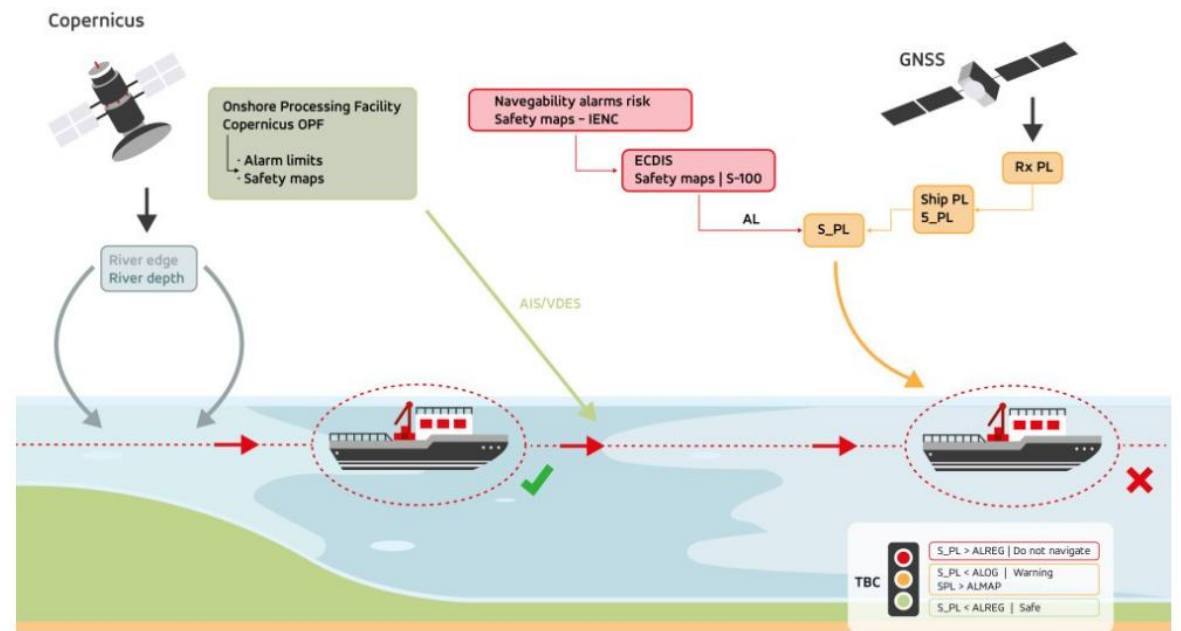 Copernicus
Onshore Processing Facility
Copernicus OPF
· Alarm limits
· Safety maps
River edge
River depth
AIS/VDES
Navegability alarms risk
Safety maps – IENC
ECDIS
Safety maps | S-100
AL
S_PL
GNSS
Rx PL
Ship PL
S_PL
TBC
S_PL > ALREG | Do not navigate
S_PL < ALOG | Warning
SPL > ALMAP
S_PL < ALREG | Safe